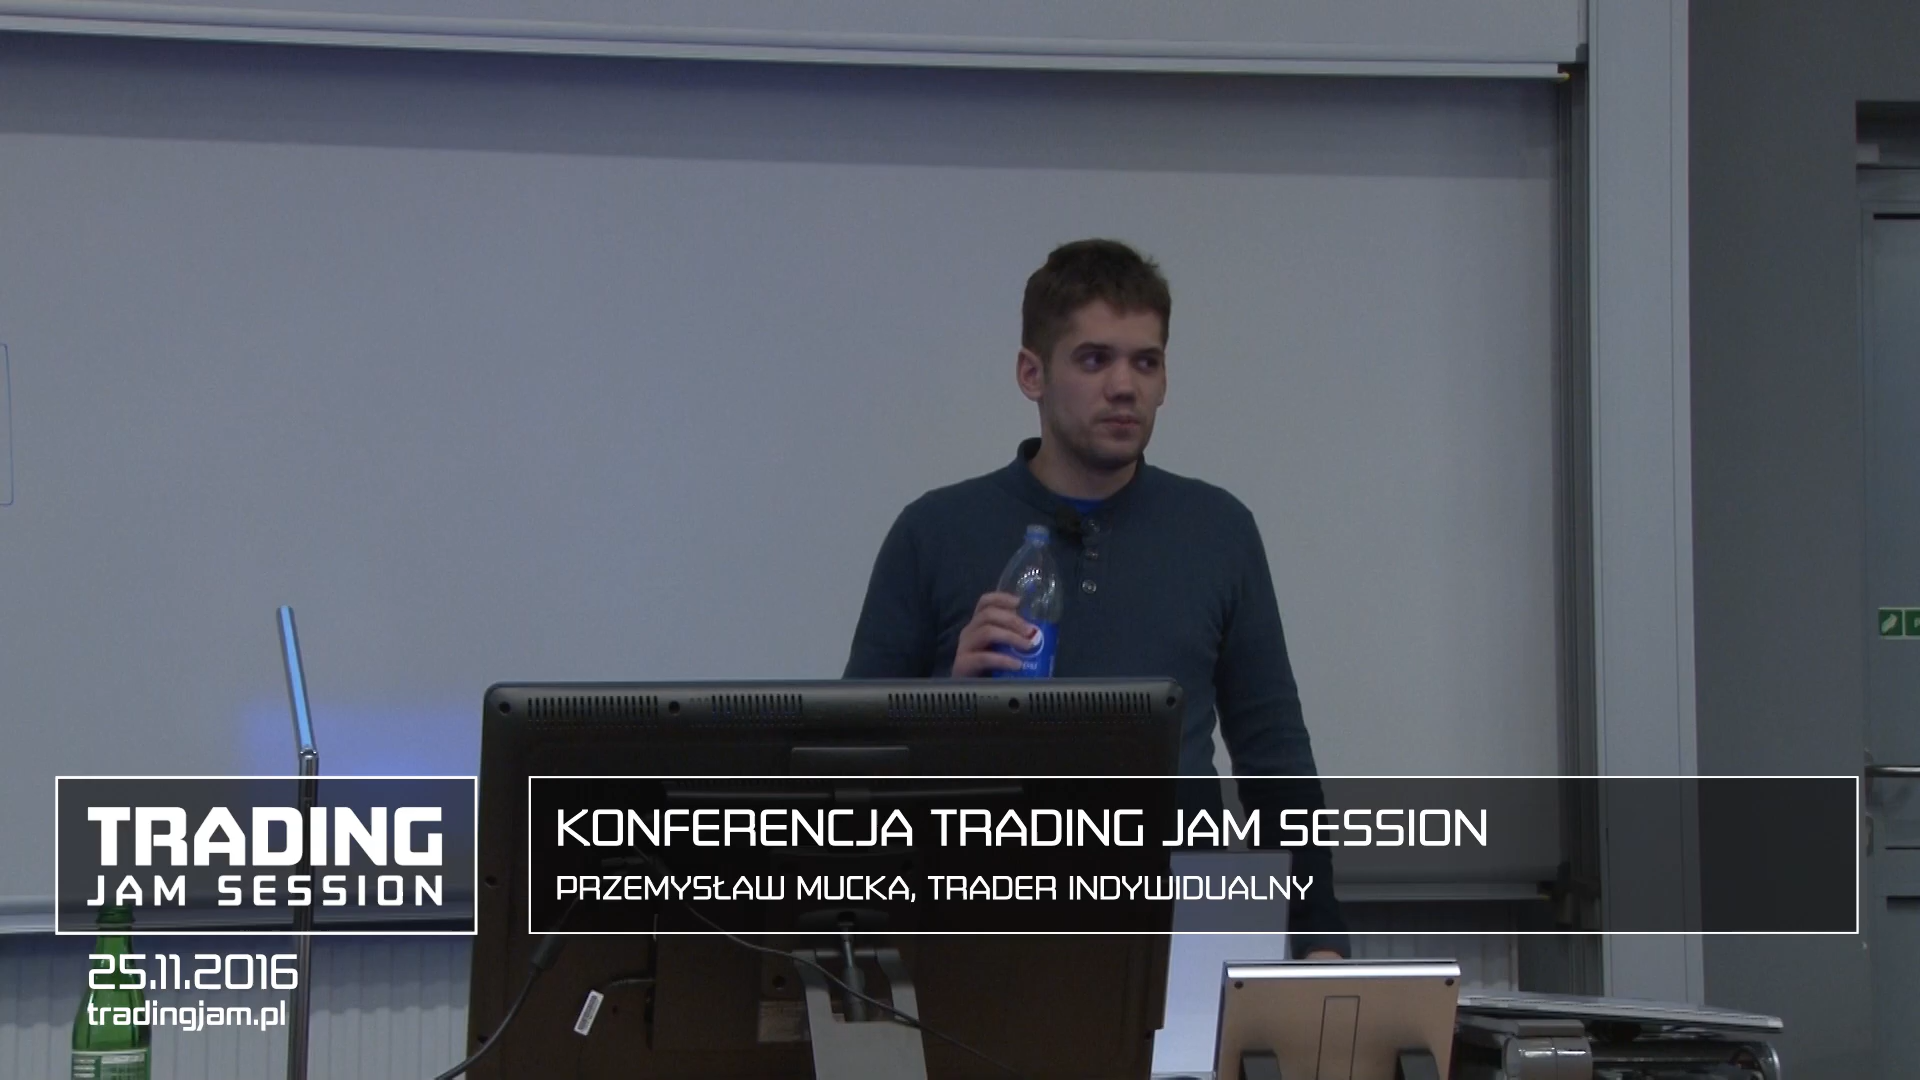 TRADING
JAM SESSION
KONFERENCJA TRADING JAM SESSION
PRZEMYSŁAW MUCKA, TRADER INDYWIDUALNY
25.11.2016
tradingjam.pl